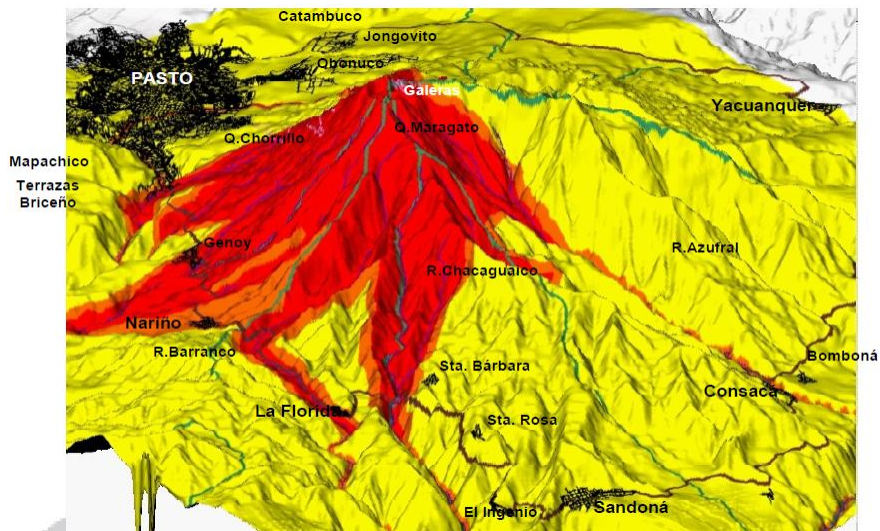 Catambuco
Jongovito
Obonuco
PASTO
Galeras
Yacuanquer
Q.Chorrillo
Q.Maragato
Mapachico
Terrazas
Briceño
Genoy
R.Azufral
R.Chacaguaico
Nariño
R.Barranco
Bomboná
Sta. Bárbara
Consacá
La Florida
Sta. Rosa
El Ingenio
Sandoná